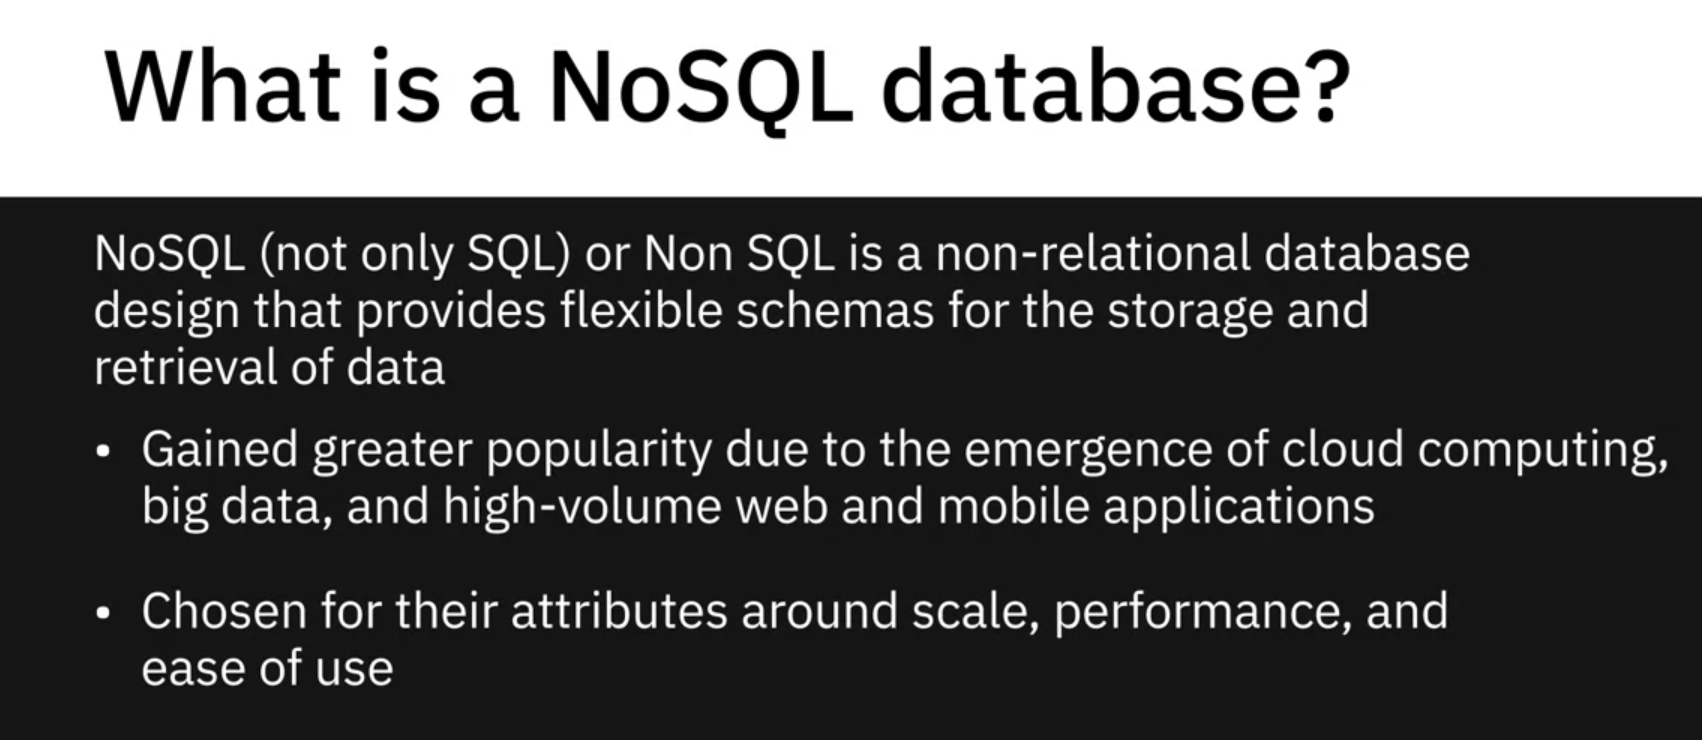 What is a NoSQL database?
NoSQL (not only SQL) or Non SQL is a non-relational database
design that provides flexible schemas for the storage and
retrieval of data
• Gained greater popularity due to the emergence of cloud computing,
big data, and high-volume web and mobile applications
• Chosen for their attributes around scale, performance, and
ease of use